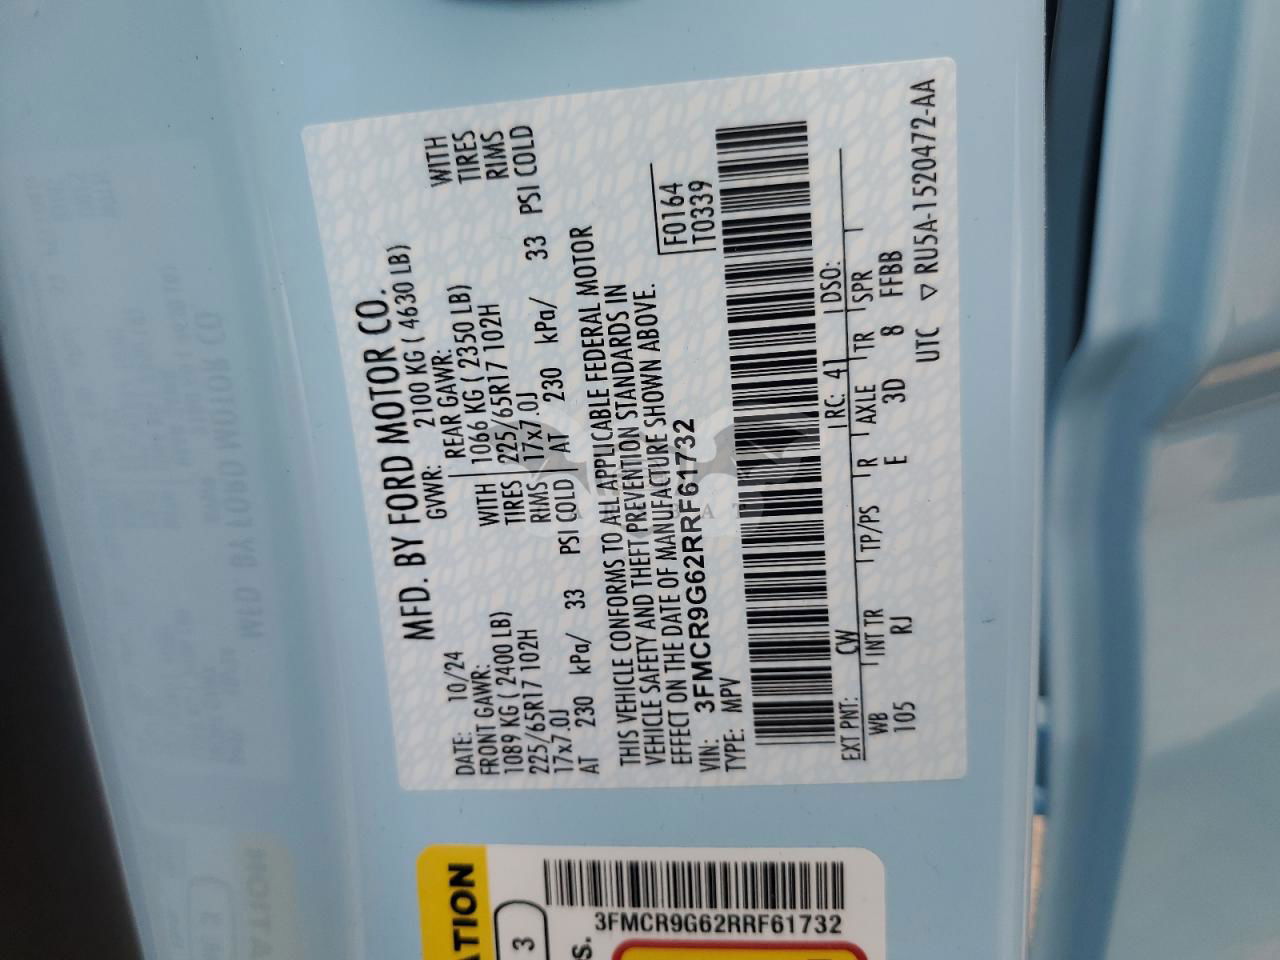 MFD. BY FORD MOTOR CO.
DATE: 10/24 GVWR: 2100 KG ( 4630 LB)
FRONT GAWR: REAR GAWR:
1089 KG ( 2400 LB) WITH 1066 KG ( 2350 LB) WITH
225/65R17 102H TIRES 225/65R17 102H TIRES
17x7.0J RIMS 17x7.0J RIMS
AT 230 kPa/ 33 PSI COLD AT 230 kPa/ 33 PSI COLD
THIS VEHICLE CONFORMS TO ALL APPLICABLE FEDERAL MOTOR
VEHICLE SAFETY AND THEFT PREVENTION STANDARDS IN
EFFECT ON THE DATE OF MANUFACTURE SHOWN ABOVE.
VIN: 3FMCR9G62RRF61732 F0164
TYPE: MPV T0339
EXT PNT: CW RC: 41 DSO:
WB INT TR TP/PS R AXLE TR SPR
105 RJ E 3D 8 FFBB
UTC ▽ RU5A-1520472-AA
ATION
3
3FMCR9G62RRF61732